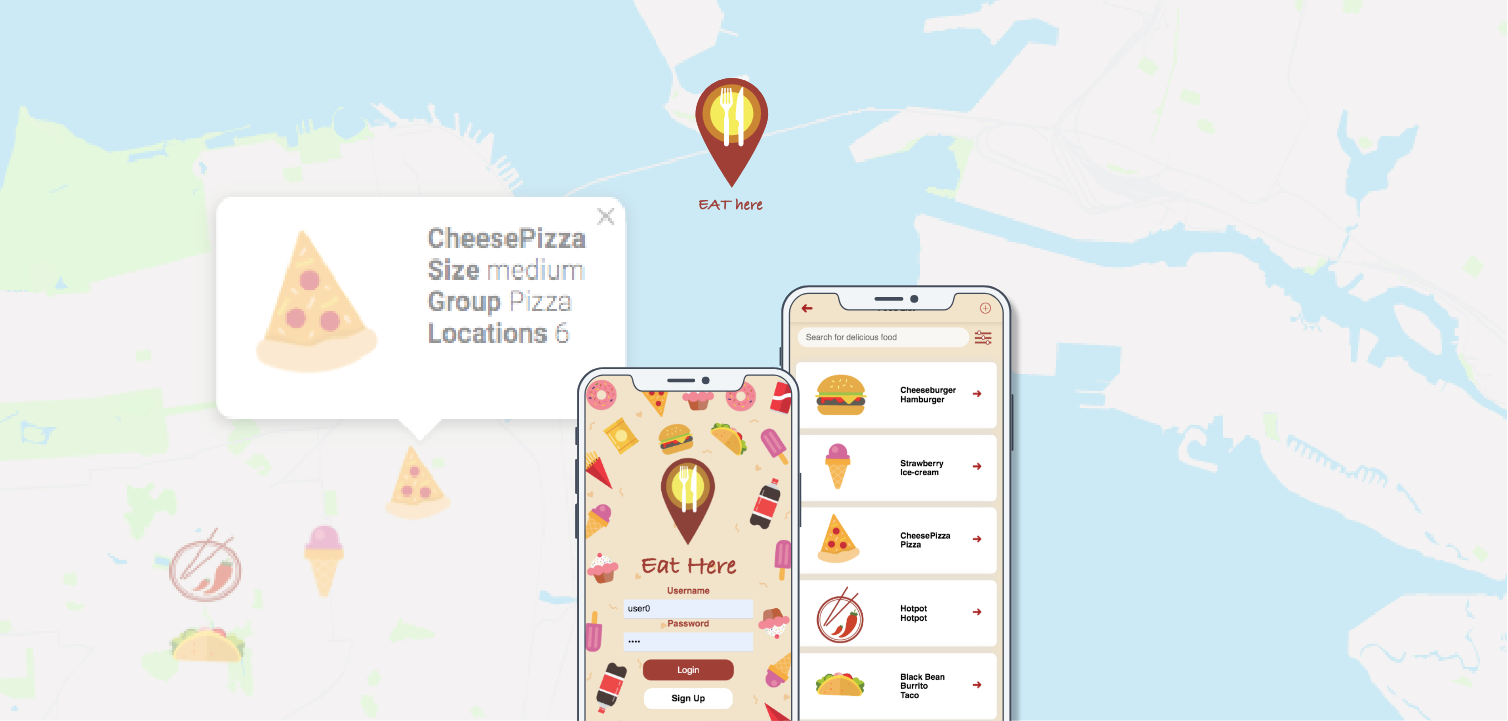 EAT here
CheesePizza
Size medium
Group Pizza
Locations 6
Eat Here
Username
user0
Password
••••
Login
Sign Up
Search for delicious food
Cheeseburger
Hamburger
Strawberry
Ice-cream
CheesePizza
Pizza
Hotpot
Hotpot
Black Bean
Burrito
Taco